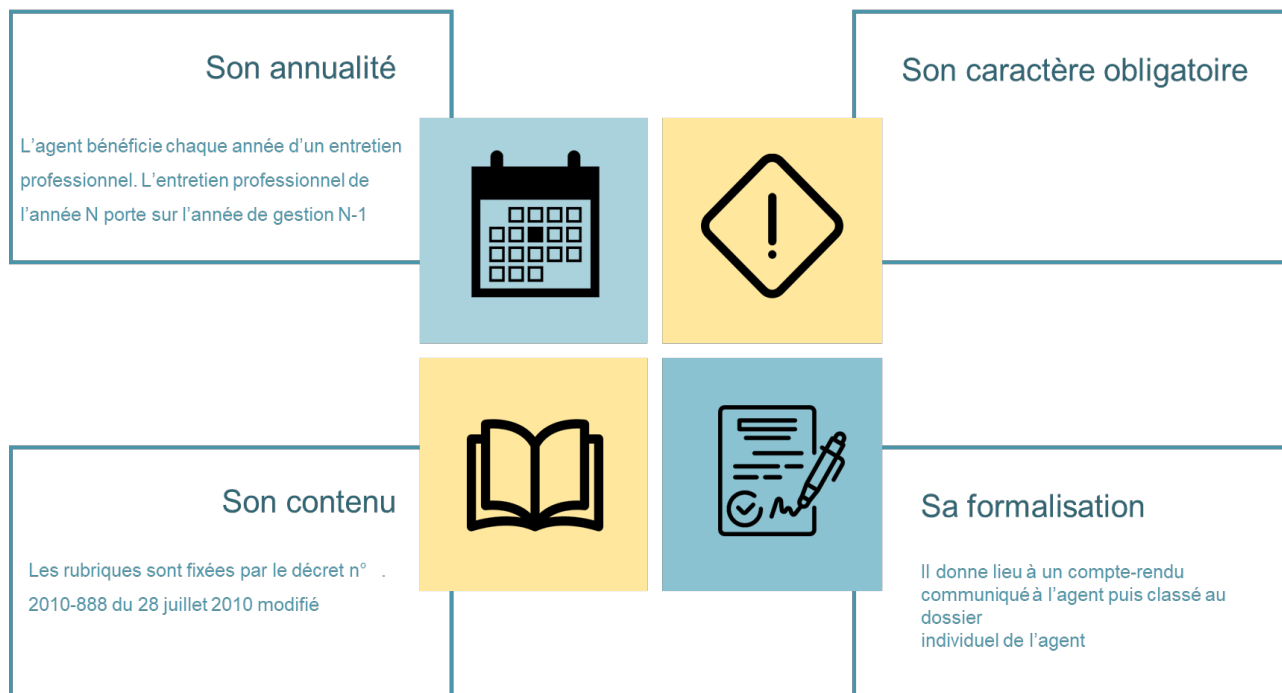 Son annualité
L'agent bénéficie chaque année d'un entretien
professionnel. L'entretien professionnel de
l'année N porte sur l'année de gestion N-1
Son caractère obligatoire
Son contenu
Les rubriques sont fixées par le décret n° .
2010-888 du 28 juillet 2010 modifié
Sa formalisation
Il donne lieu à un compte-rendu
communiqué à l'agent puis classé au
dossier
individuel de l'agent